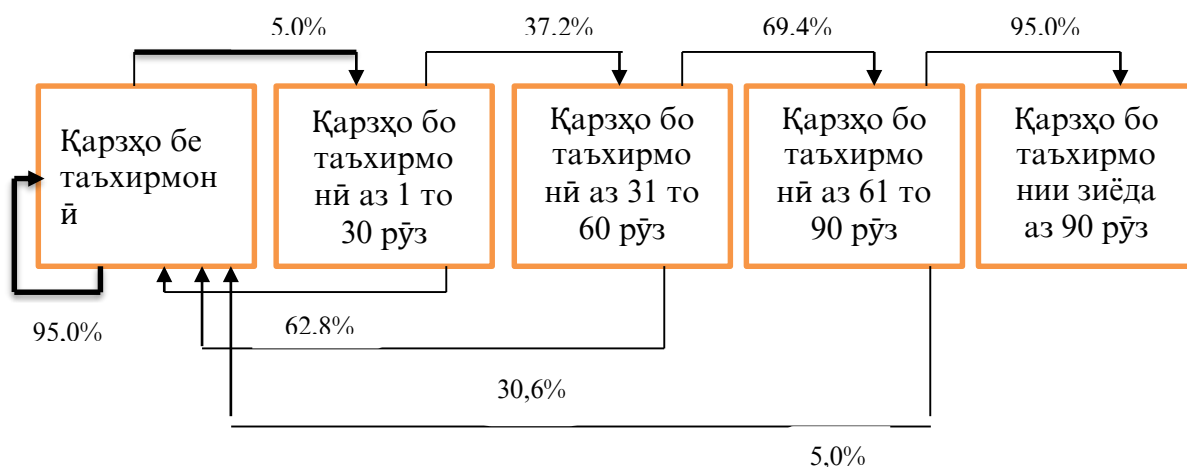 5.0%
37.2%
69.4%
95.0%
Қарзҳо бе
таъхирмон
ӣ
Қарзҳо бо
таъхирмо
нӣ аз 1 то
30 рӯз
Қарзҳо бо
таъхирмо
нӣ аз 31 то
60 рӯз
Қарзҳо бо
таъхирмо
нӣ аз 61 то
90 рӯз
Қарзҳо бо
таъхирмо
нии зиёда
аз 90 рӯз
95.0%
62.8%
30,6%
5,0%